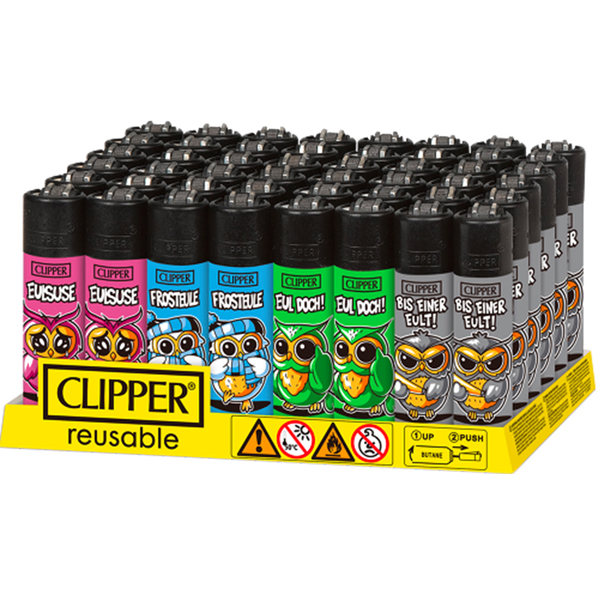 CLIPPER
CLIPPER
CLIPPER
CLIPPER
CLIPPER
CLIPPER
CLIPPER
CLIPPER
EULSUSE
EULSUSE
FROSTEULE
FROSTEULE
EUL DOCH!
EUL DOCH!
BIS EINER
EULT!
BIS EINER
EULT!
CLIPPER®
reusable
1 UP 2 PUSH
BUTANE